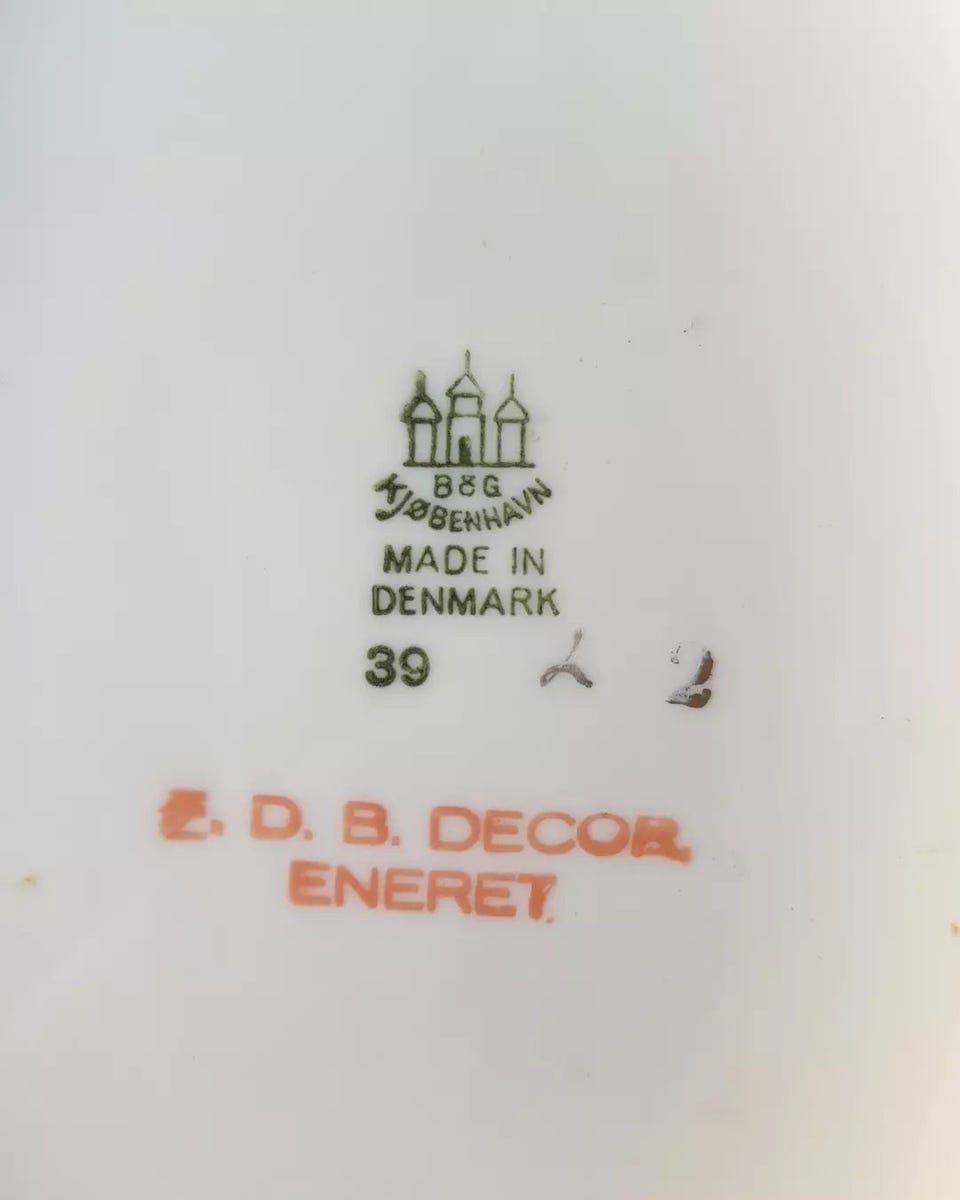 B&G
KJØBENHAVN
MADE IN
DENMARK
39 2
D. B. DECOR.
ENERET.